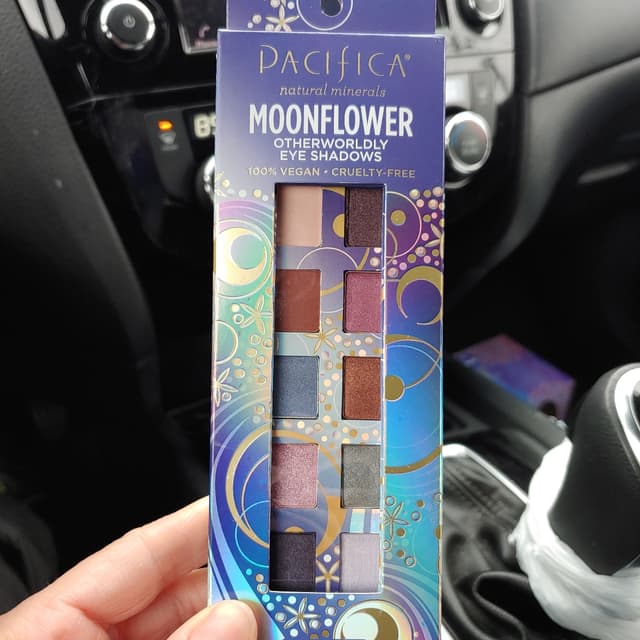 PACIFICA®
natural minerals
MOONFLOWER
OTHERWORLDLY
EYE SHADOWS
100% VEGAN • CRUELTY-FREE